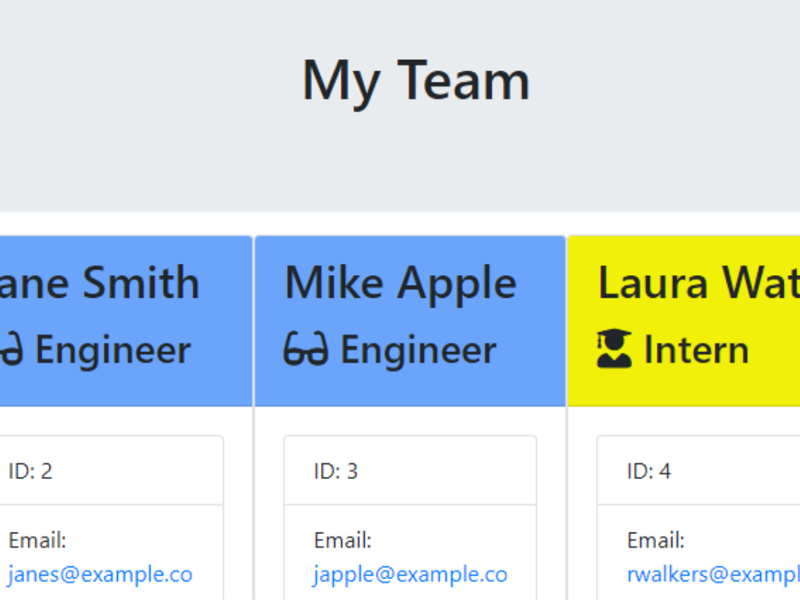 My Team
ane Smith
Engineer
ID: 2
Email:
janes@example.co
Mike Apple
Engineer
ID: 3
Email:
japple@example.co
Laura Wat
Intern
ID: 4
Email:
rwalkers@exampl